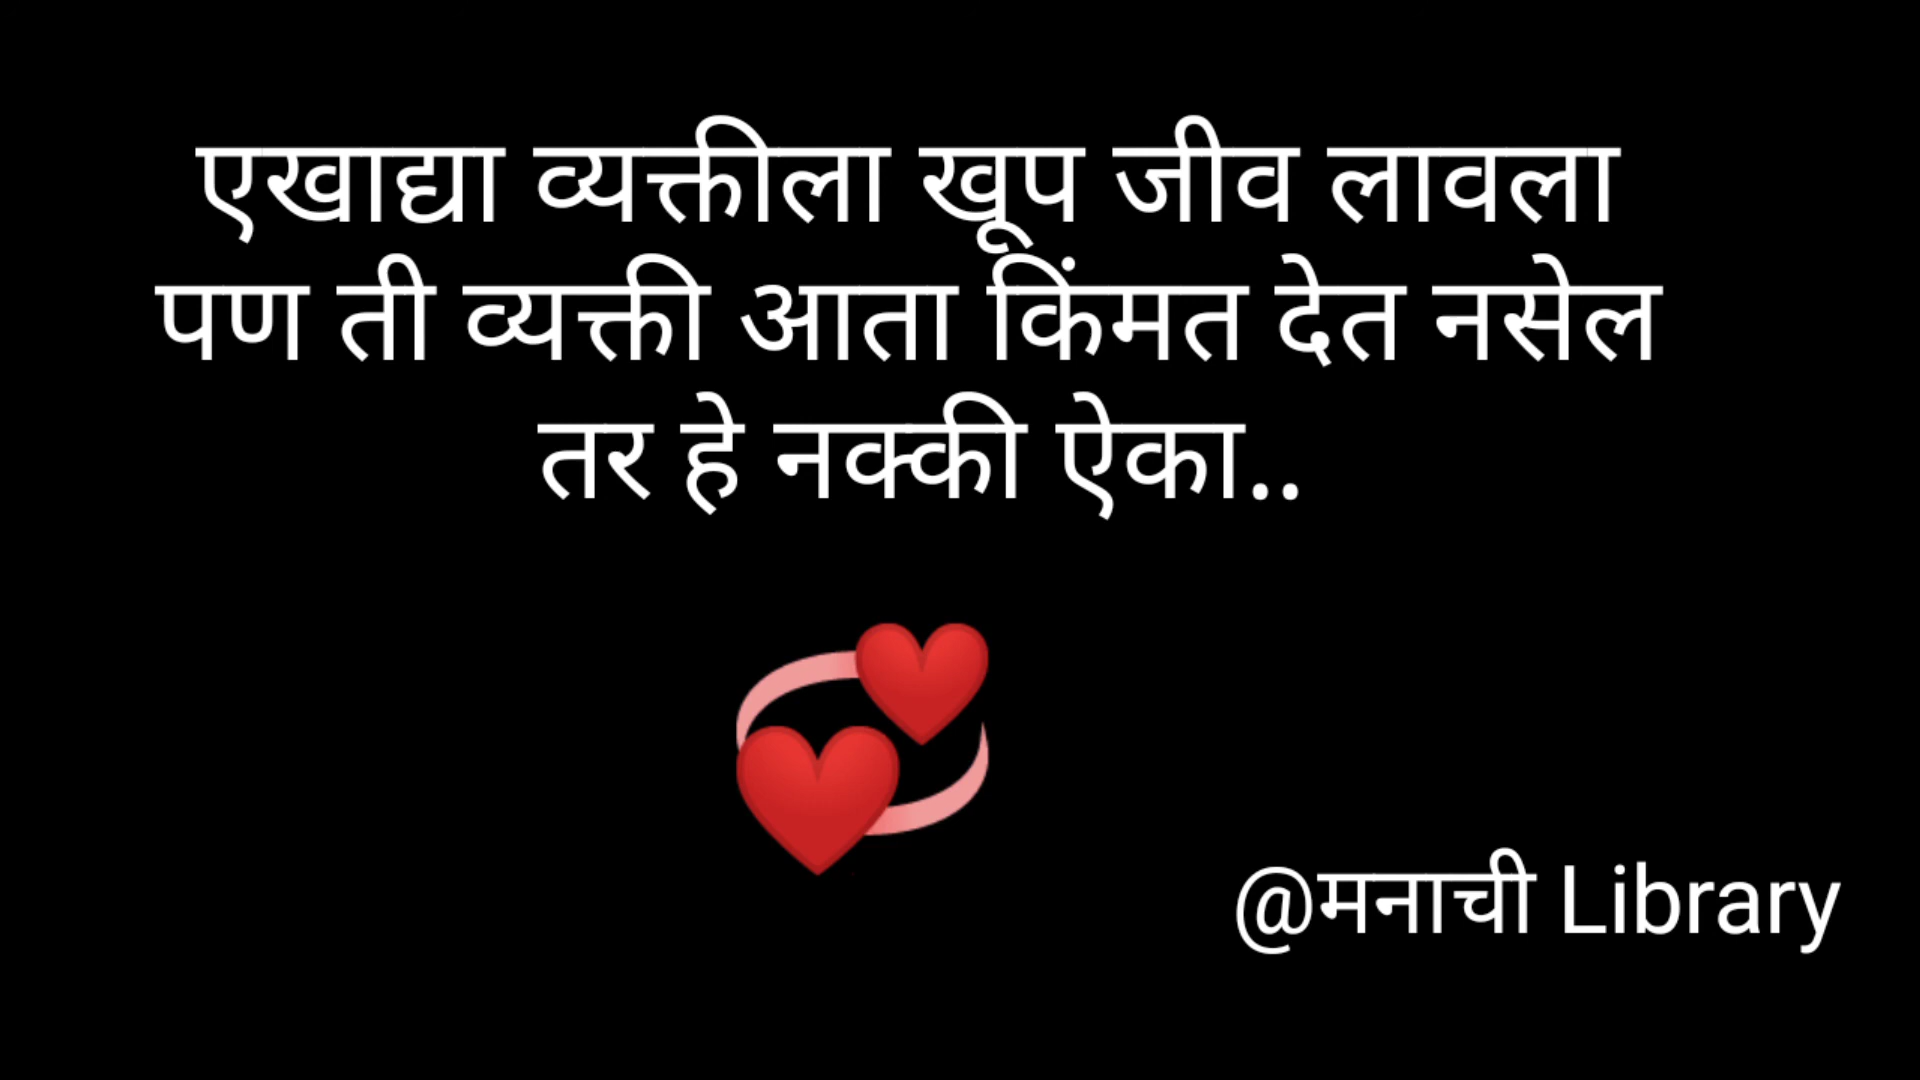 एखाद्या व्यक्तीला खूप जीव लावला
पण ती व्यक्ती आता किंमत देत नसेल
तर हे नक्की ऐका..
@मनाची Library